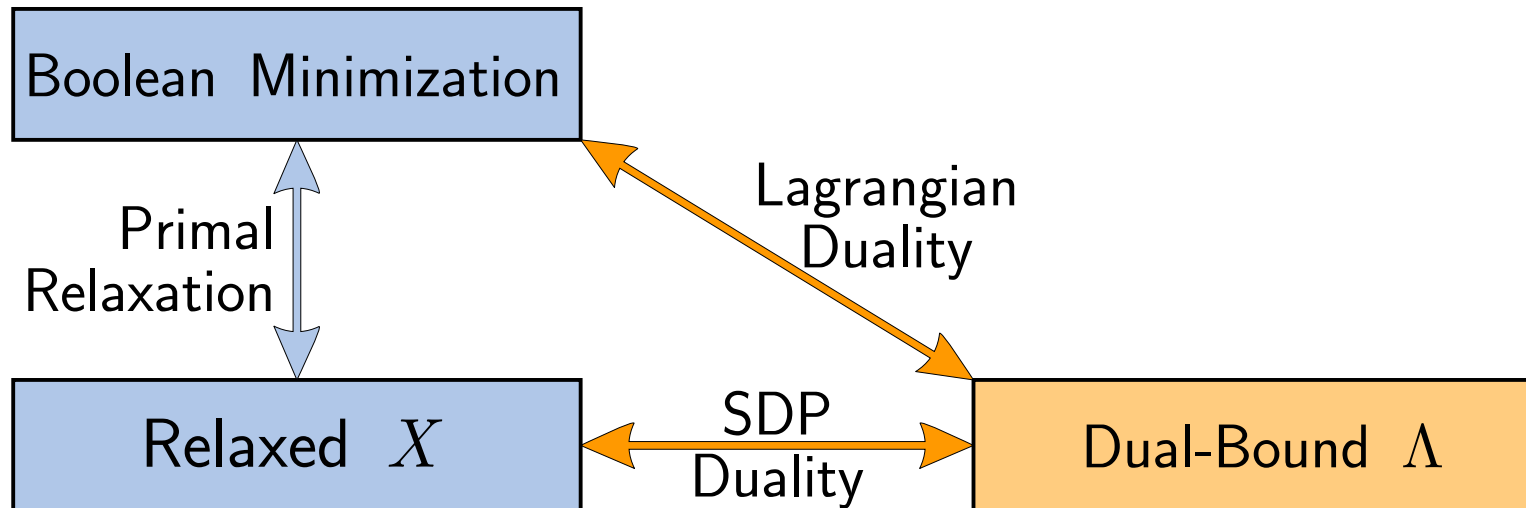 Boolean Minimization
Primal
Relaxation
Lagrangian
Duality
Relaxed X
SDP
Duality
Dual-Bound Λ